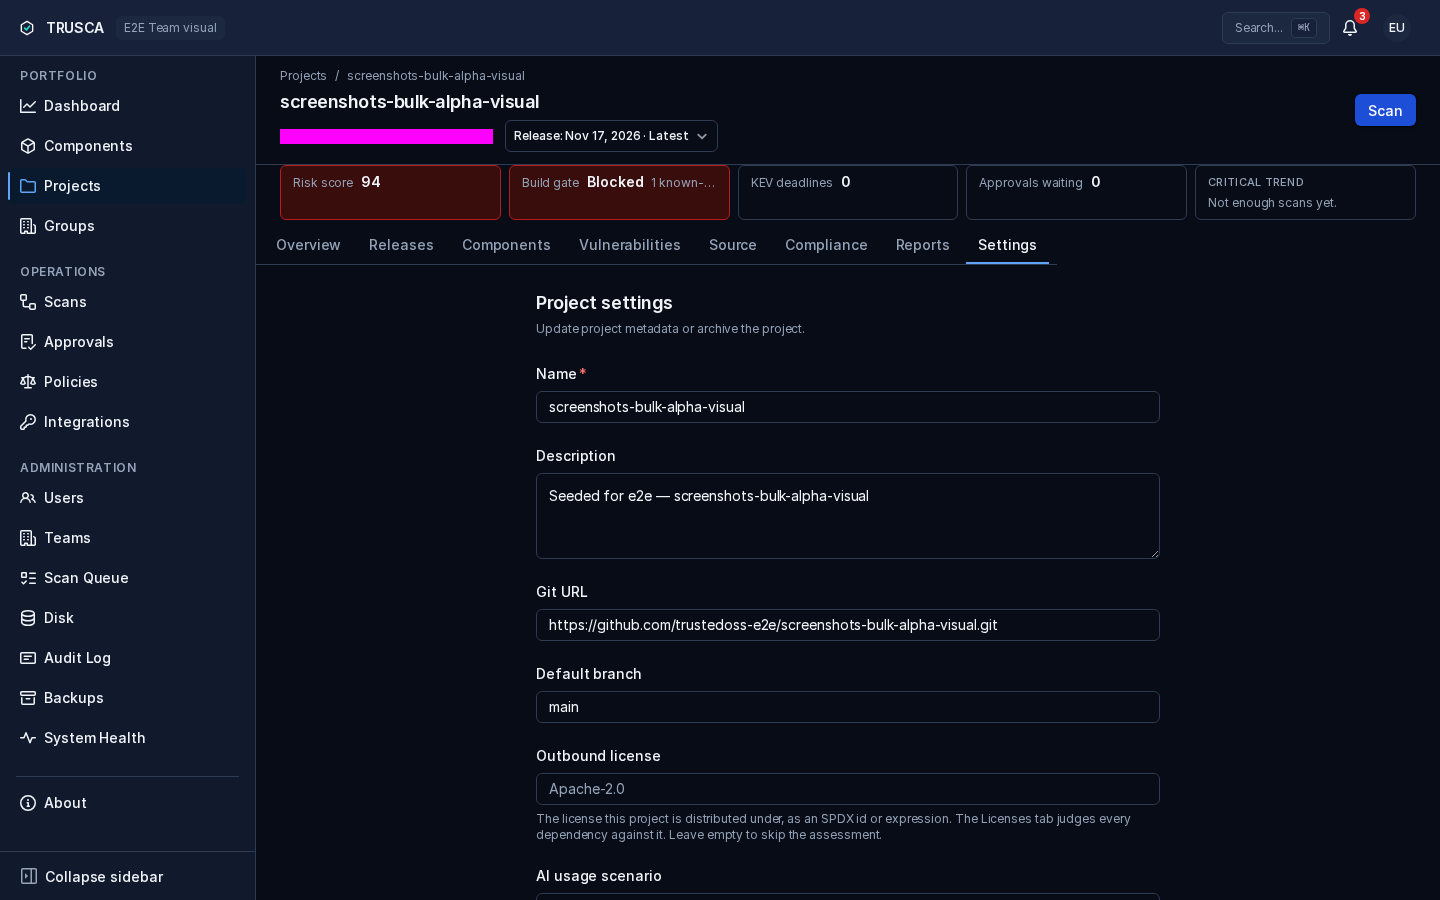 TRUSCA
E2E Team visual
Search...
⌘K
3
EU
PORTFOLIO
Dashboard
Components
Projects
Groups
OPERATIONS
Scans
Approvals
Policies
Integrations
ADMINISTRATION
Users
Teams
Scan Queue
Disk
Audit Log
Backups
System Health
About
Collapse sidebar
Projects / screenshots-bulk-alpha-visual
screenshots-bulk-alpha-visual
Release: Nov 17, 2026 · Latest
Scan
Risk score 94
Build gate Blocked 1 known-...
KEV deadlines 0
Approvals waiting 0
CRITICAL TREND
Not enough scans yet.
Overview Releases Components Vulnerabilities Source Compliance Reports Settings
Project settings
Update project metadata or archive the project.
Name *
screenshots-bulk-alpha-visual
Description
Seeded for e2e — screenshots-bulk-alpha-visual
Git URL
https://github.com/trustedoss-e2e/screenshots-bulk-alpha-visual.git
Default branch
main
Outbound license
Apache-2.0
The license this project is distributed under, as an SPDX id or expression. The Licenses tab judges every
dependency against it. Leave empty to skip the assessment.
AI usage scenario